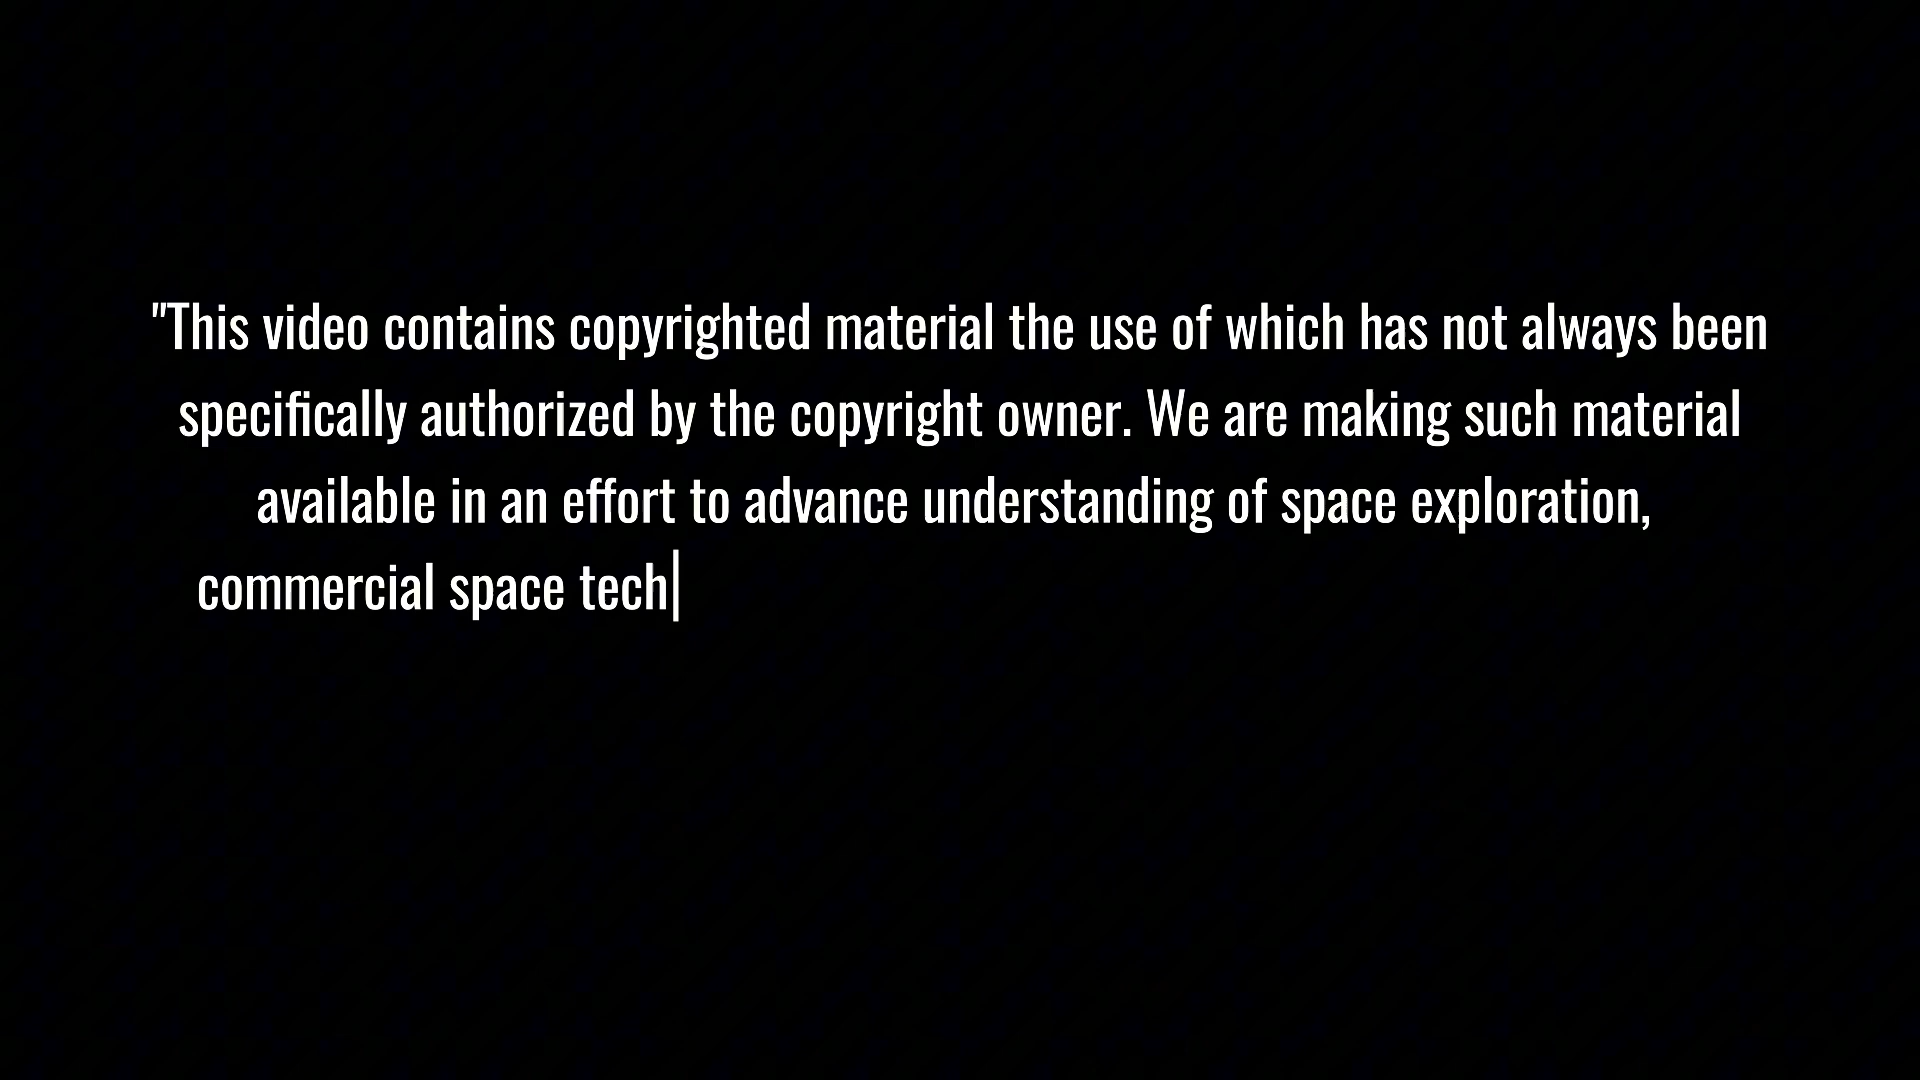 "This video contains copyrighted material the use of which has not always been
specifically authorized by the copyright owner. We are making such material
available in an effort to advance understanding of space exploration,
commercial space tech